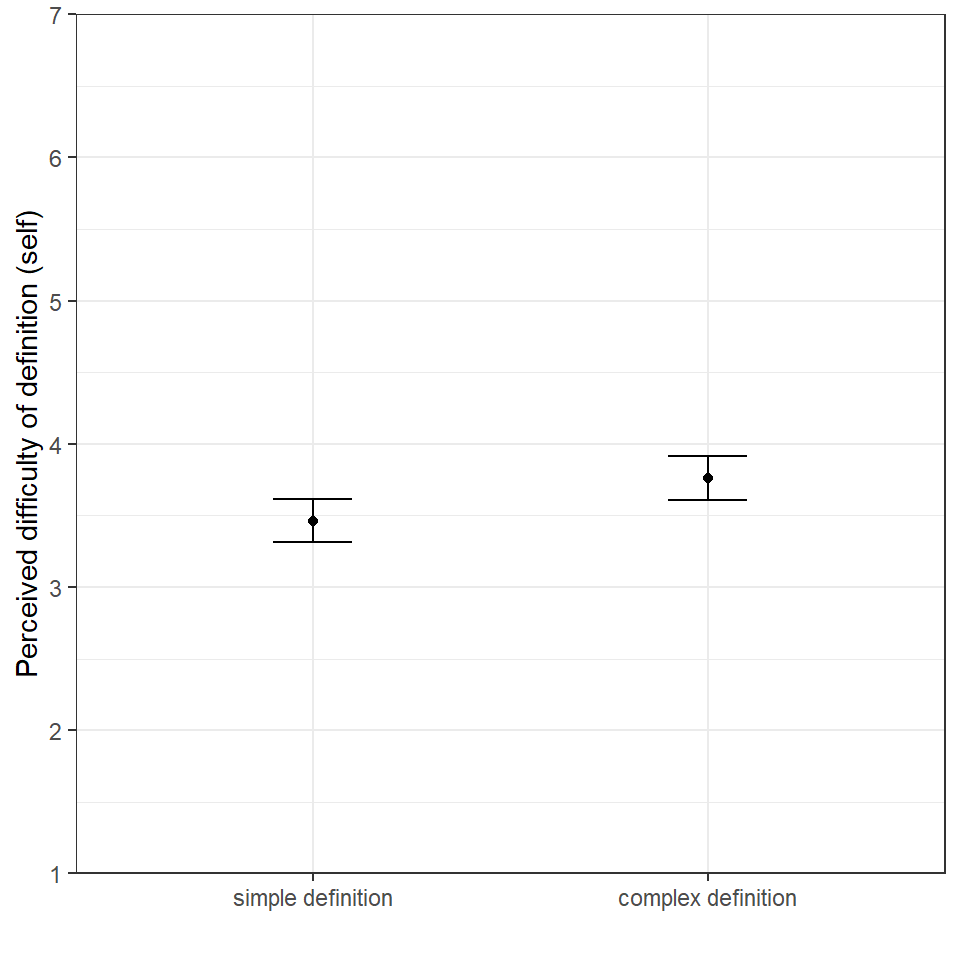 Perceived difficulty of definition (self)
7
6
5
4
3
2
1
simple definition
complex definition